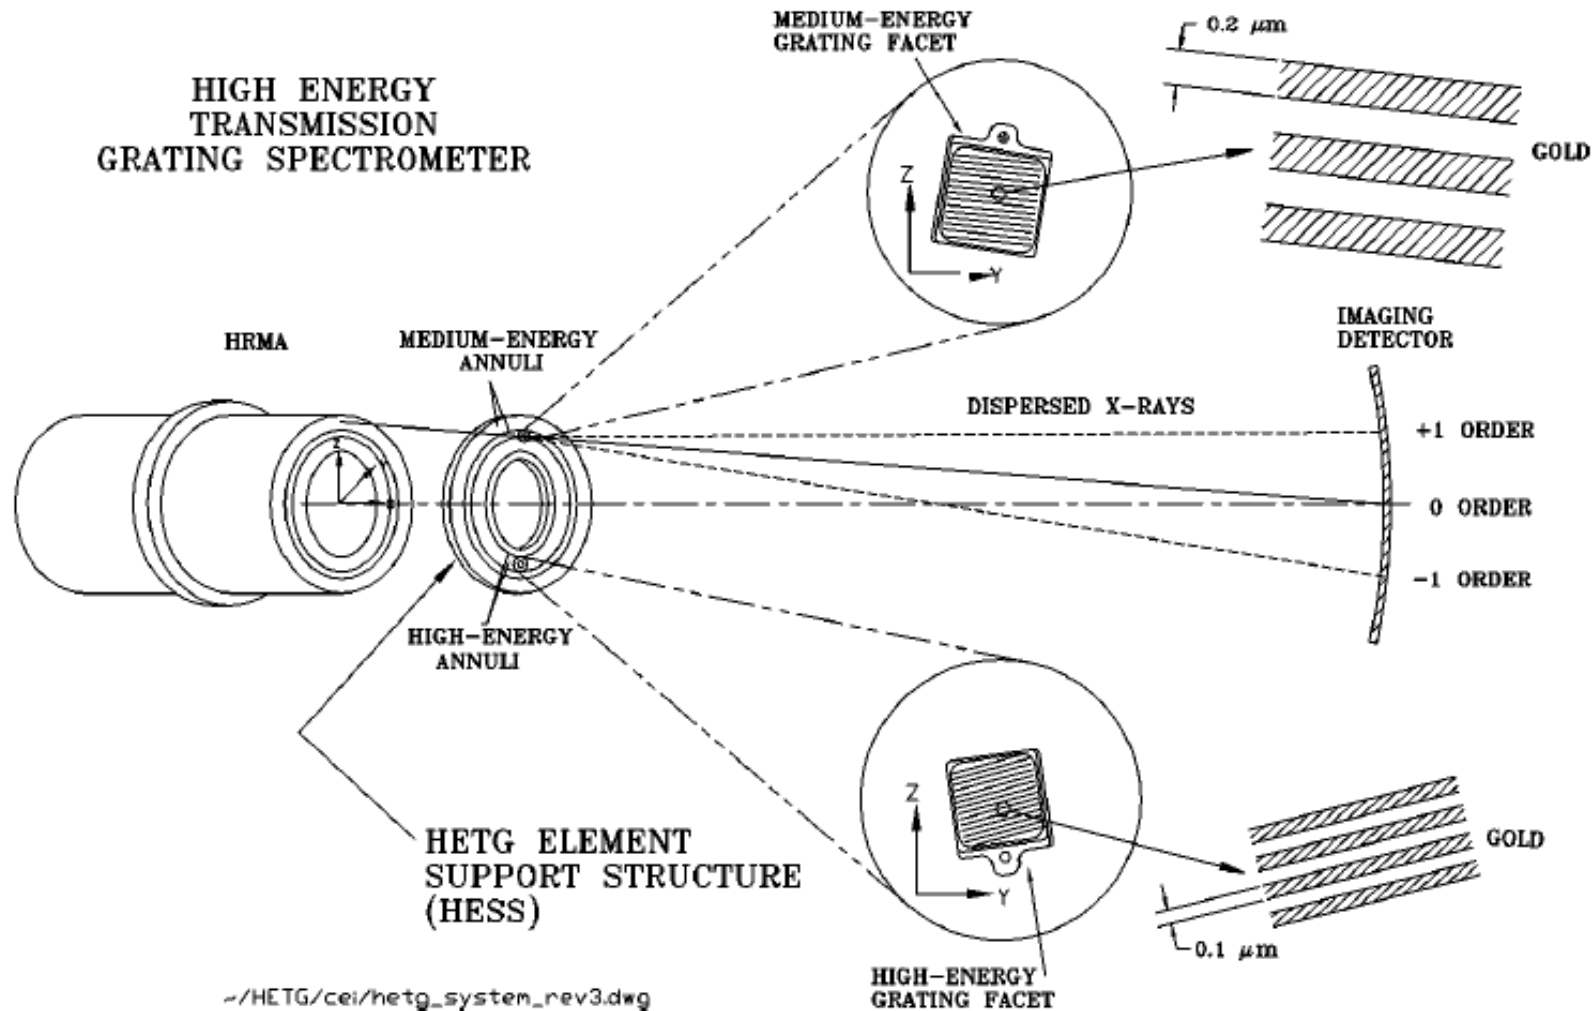 HIGH ENERGY
TRANSMISSION
GRATING SPECTROMETER
MEDIUM-ENERGY
GRATING FACET
0.2 μm
GOLD
Z
Y
HRMA
MEDIUM-ENERGY
ANNULI
IMAGING
DETECTOR
DISPERSED X-RAYS
+1 ORDER
0 ORDER
-1 ORDER
Z
Y
X
HIGH-ENERGY
ANNULI
HETG ELEMENT
SUPPORT STRUCTURE
(HESS)
Z
Y
GOLD
0.1 μm
HIGH-ENERGY
GRATING FACET
~/HETG/cei/hetg_system_rev3.dwg